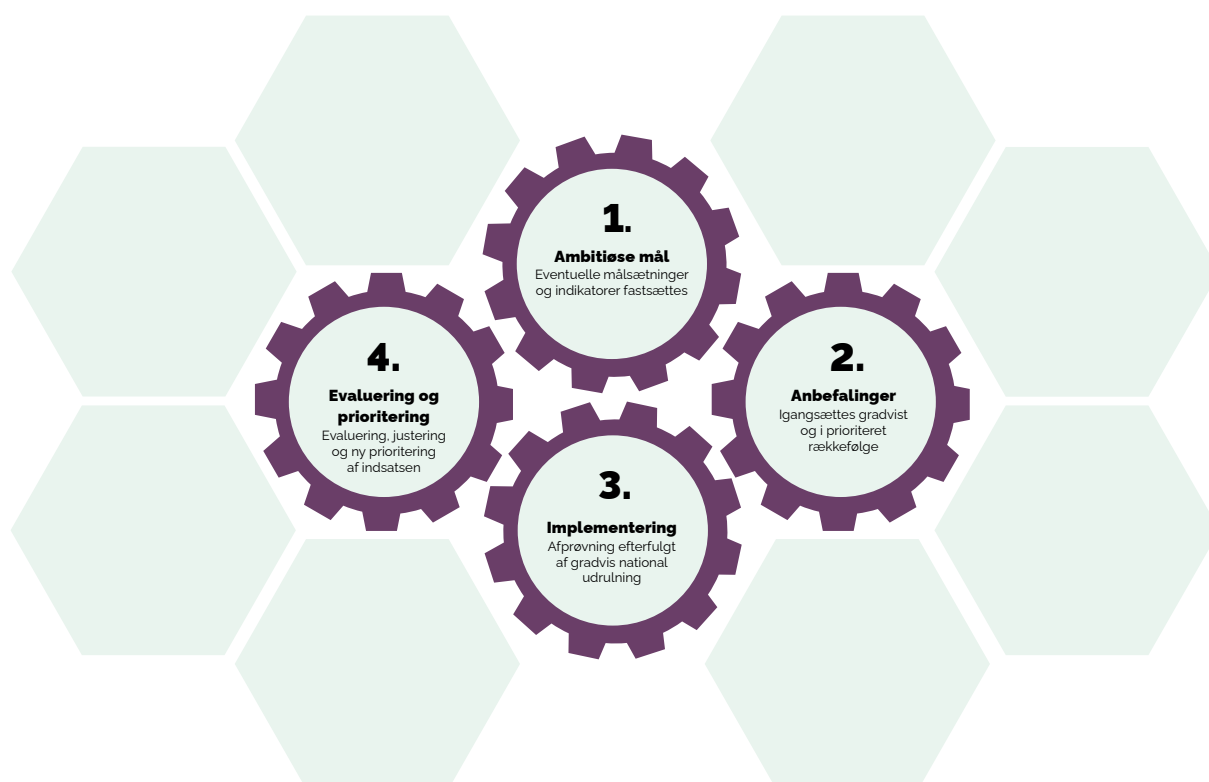 1.
Ambitiøse mål
Eventuelle målsætninger
og indikatorer fastsættes
2.
Anbefalinger
Igangsættes gradvist
og i prioriteret
rækkefølge
3.
Implementering
Afprøvning efterfulgt
af gradvis national
udrulning
4.
Evaluering og
prioritering
Evaluering, justering
og ny prioritering
af indsatsen